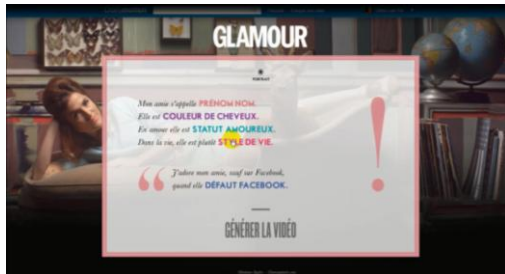 GLAMOUR
PORTRAIT
Mon amie s'appelle PRÉNOM NOM.
Elle est COULEUR DE CHEVEUX.
En amour elle est STATUT AMOUREUX.
Dans la vie, elle est plutôt STYLE DE VIE.
!
“ J'adore mon amie, sauf sur Facebook,
quand elle DÉFAUT FACEBOOK.
GÉNÉRER LA VIDÉO